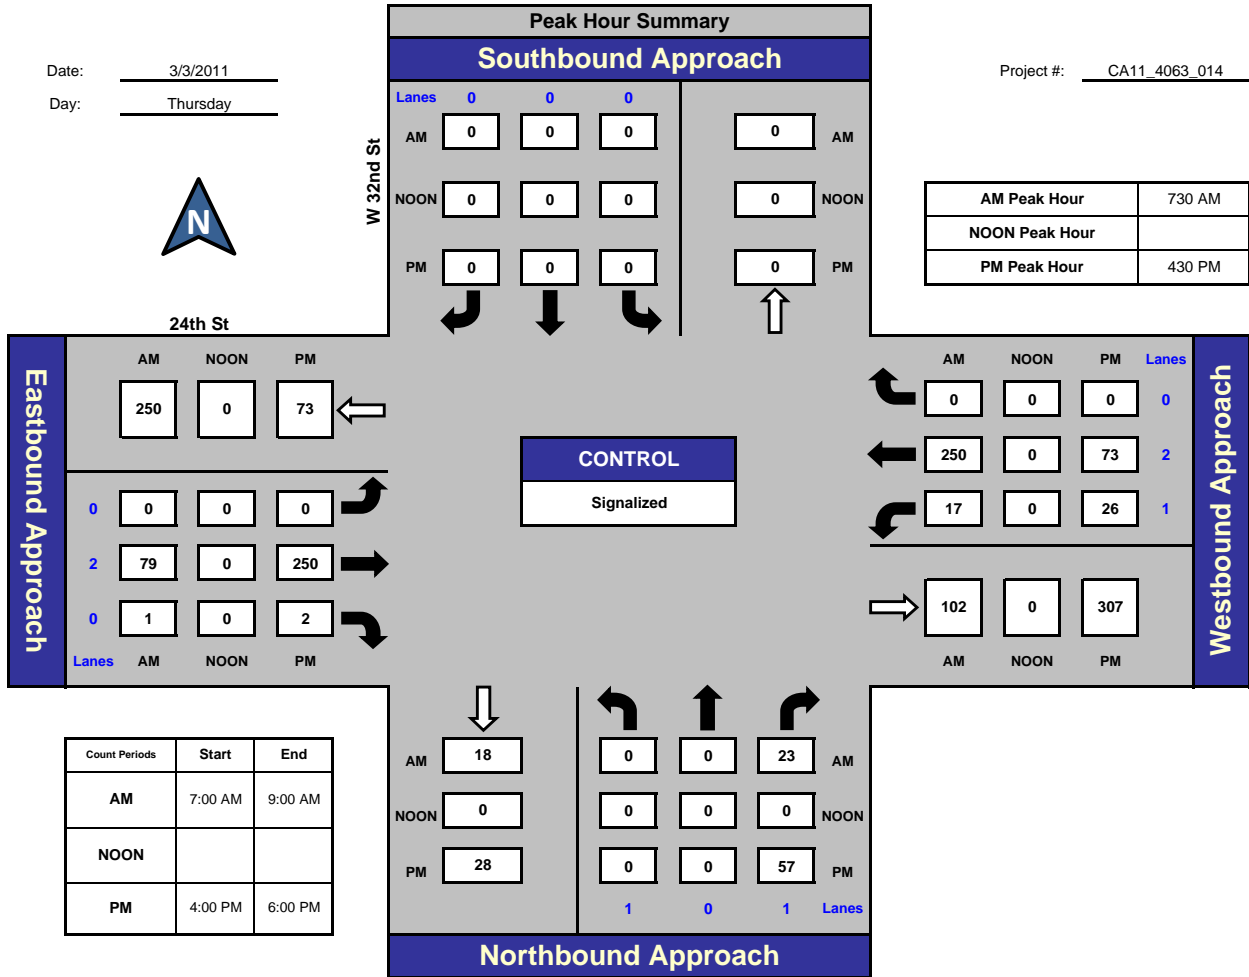 Peak Hour Summary
Southbound Approach
Date: 3/3/2011
Day: Thursday
Project #: CA11_4063_014
N
W 32nd St
24th St
Lanes 0 0 0
AM 0 0 0 0 AM
NOON 0 0 0 0 NOON
PM 0 0 0 0 PM
AM Peak Hour 730 AM
NOON Peak Hour
PM Peak Hour 430 PM
Eastbound Approach
AM NOON PM
250 0 73
0 0 0 0
2 79 0 250
0 1 0 2
Lanes AM NOON PM
CONTROL
Signalized
AM NOON PM Lanes
0 0 0 0
250 0 73 2
17 0 26 1
102 0 307
AM NOON PM
Westbound Approach
Count Periods Start End
AM 7:00 AM 9:00 AM
NOON
PM 4:00 PM 6:00 PM
AM 18 0 0 23 AM
NOON 0 0 0 0 NOON
PM 28 0 0 57 PM
1 0 1 Lanes
Northbound Approach